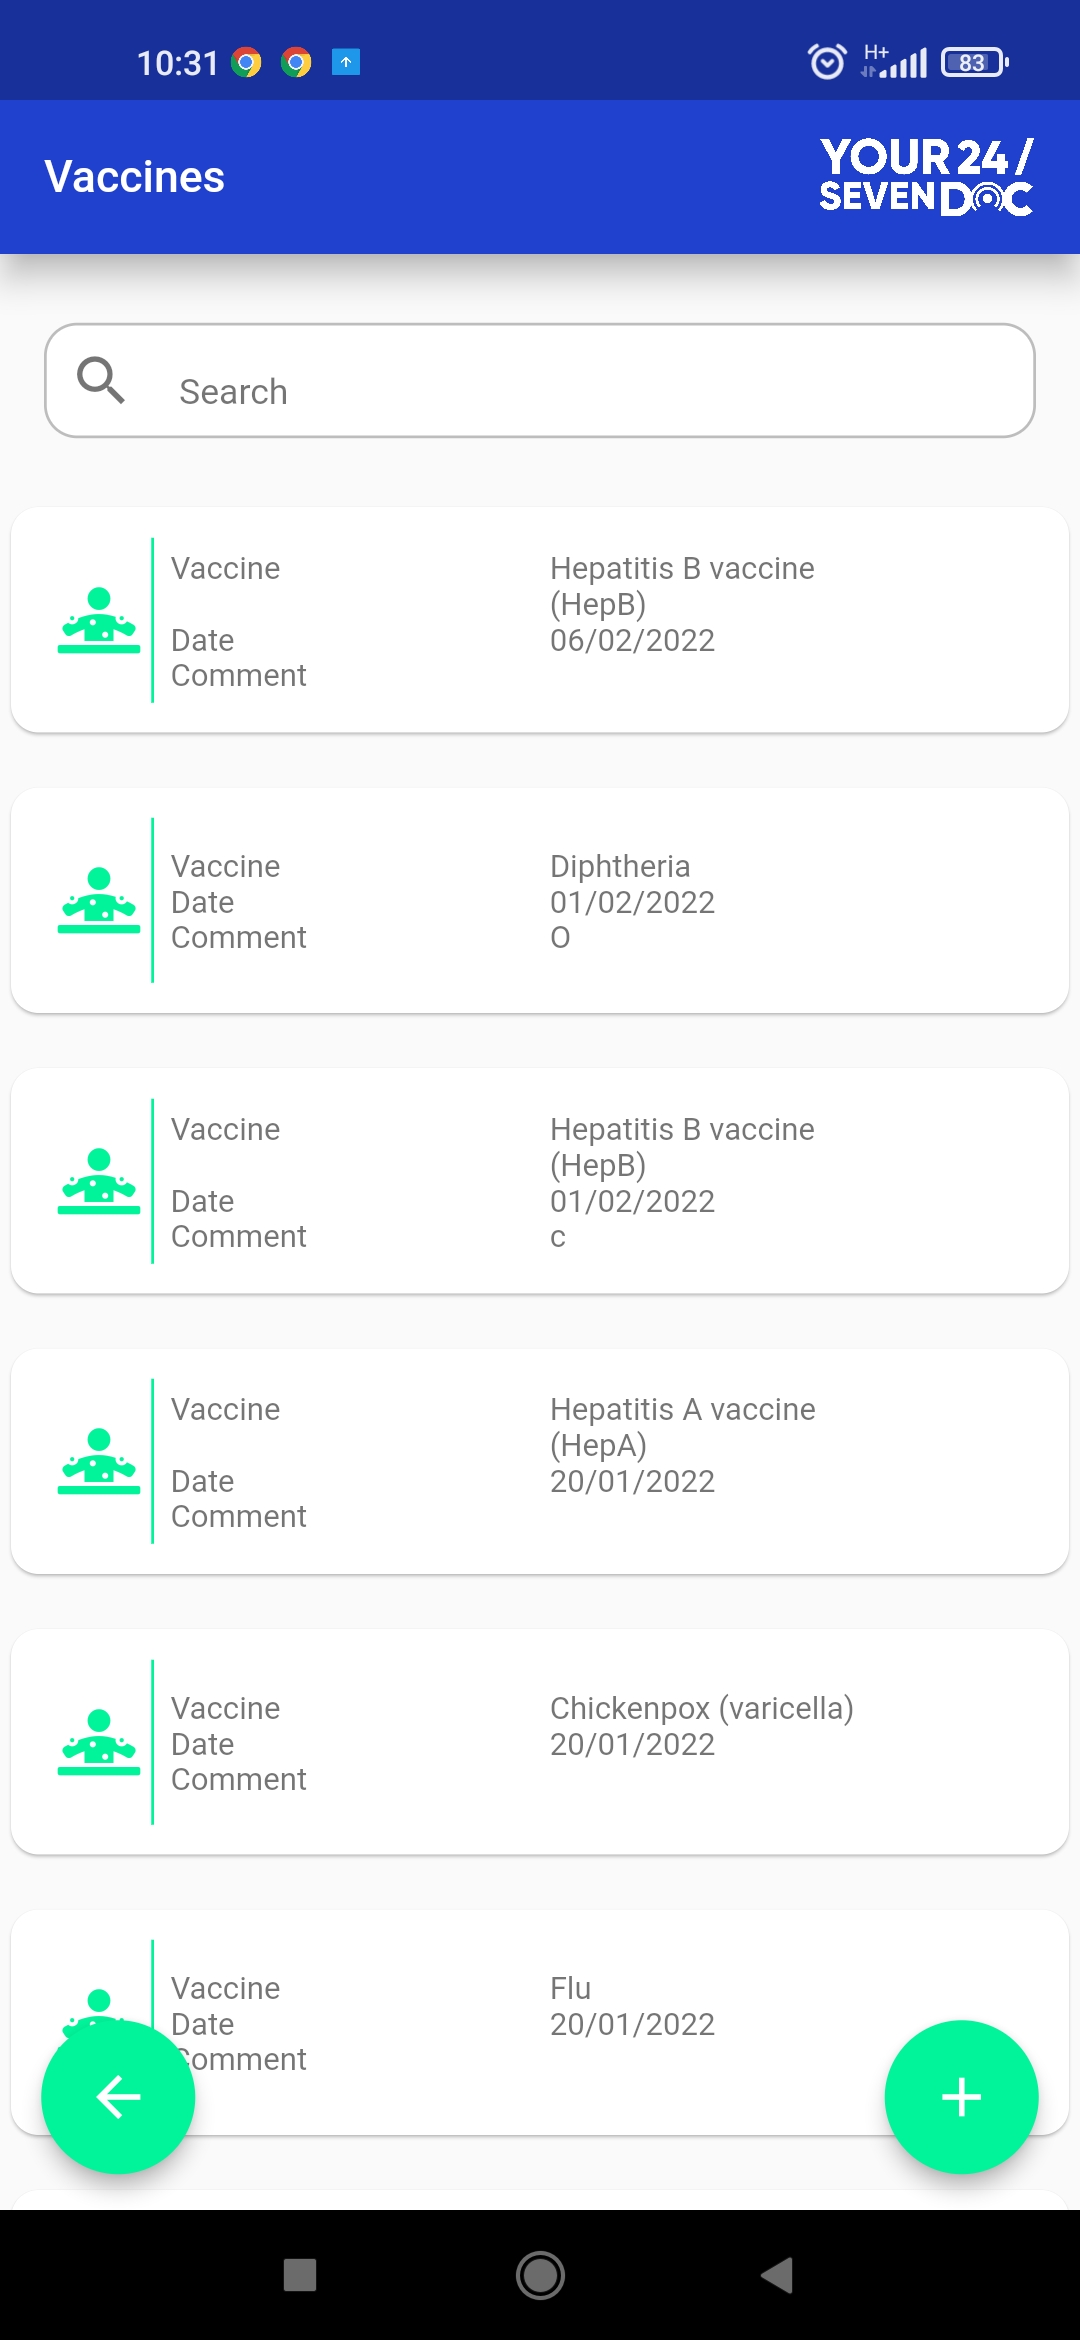 10:31
H+
83
Vaccines
YOUR 24 /
SEVEN DOC
Search
Vaccine Hepatitis B vaccine
(HepB)
Date 06/02/2022
Comment
Vaccine Diphtheria
Date 01/02/2022
Comment O
Vaccine Hepatitis B vaccine
(HepB)
Date 01/02/2022
Comment c
Vaccine Hepatitis A vaccine
(HepA)
Date 20/01/2022
Comment
Vaccine Chickenpox (varicella)
Date 20/01/2022
Comment
Vaccine Flu
Date 20/01/2022
Comment